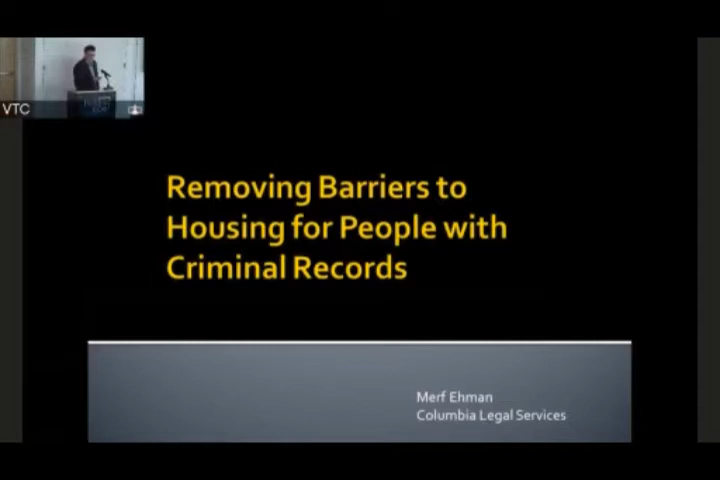 VTC
Removing Barriers to
Housing for People with
Criminal Records
Merf Ehman
Columbia Legal Services